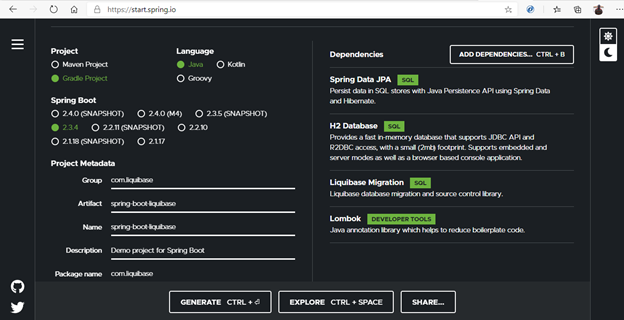 https://start.spring.io
Project
Language
Maven Project
Java
Kotlin
Gradle Project
Groovy
Spring Boot
2.4.0 (SNAPSHOT)
2.4.0 (M4)
2.3.5 (SNAPSHOT)
2.3.4
2.2.11 (SNAPSHOT)
2.2.10
2.1.18 (SNAPSHOT)
2.1.17
Project Metadata
Group
com.liquibase
Artifact
spring-boot-liquibase
Name
spring-boot-liquibase
Description
Demo project for Spring Boot
Package name
com.liquibase
Dependencies
ADD DEPENDENCIES... CTRL + B
Spring Data JPA SQL
Persist data in SQL stores with Java Persistence API using Spring Data
and Hibernate.
H2 Database SQL
Provides a fast in-memory database that supports JDBC API and
R2DBC access, with a small (2mb) footprint. Supports embedded and
server modes as well as a browser based console application.
Liquibase Migration SQL
Liquibase database migration and source control library.
Lombok DEVELOPER TOOLS
Java annotation library which helps to reduce boilerplate code.
GENERATE CTRL + ⏎
EXPLORE CTRL + SPACE
SHARE...